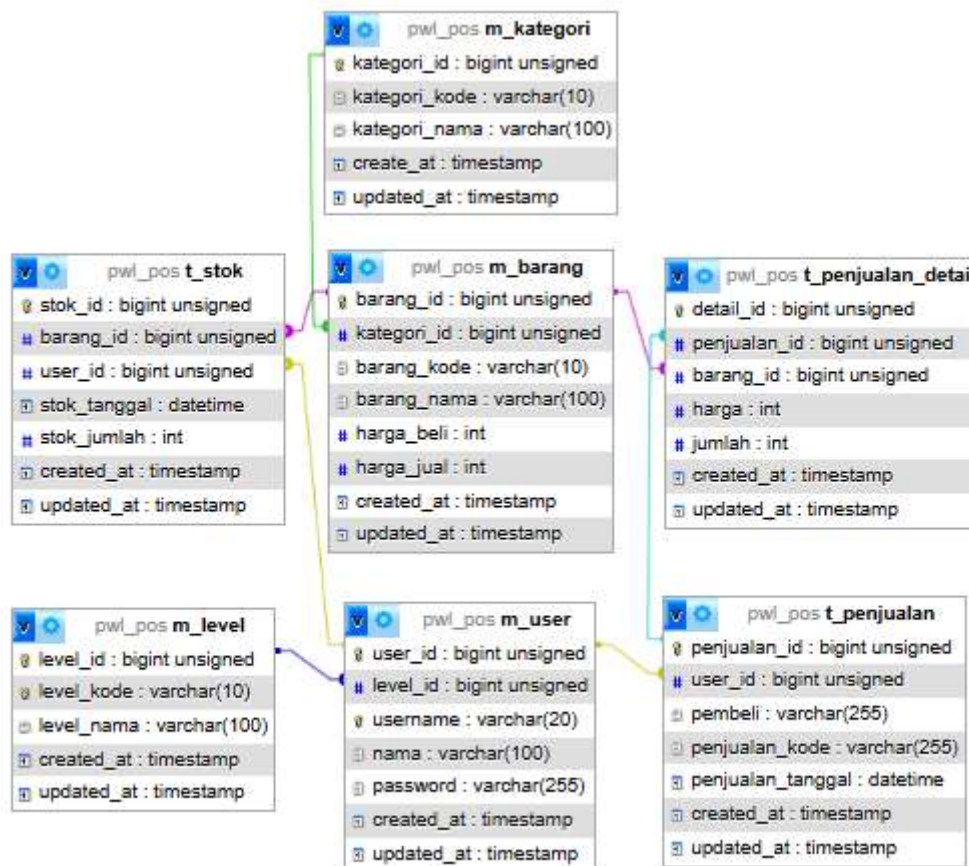 pwl_pos m_kategori
kategori_id : bigint unsigned
kategori_kode : varchar(10)
kategori_nama : varchar(100)
create_at : timestamp
updated_at : timestamp
pwl_pos t_stok
stok_id : bigint unsigned
# barang_id : bigint unsigned
# user_id : bigint unsigned
stok_tanggal : datetime
# stok_jumlah : int
created_at : timestamp
updated_at : timestamp
pwl_pos m_barang
barang_id : bigint unsigned
# kategori_id : bigint unsigned
barang_kode : varchar(10)
barang_nama : varchar(100)
# harga_beli : int
# harga_jual : int
created_at : timestamp
updated_at : timestamp
pwl_pos t_penjualan_detai
detail_id : bigint unsigned
# penjualan_id : bigint unsigned
# barang_id : bigint unsigned
# harga : int
# jumlah : int
created_at : timestamp
updated_at : timestamp
pwl_pos m_level
level_id : bigint unsigned
level_kode : varchar(10)
level_nama : varchar(100)
created_at : timestamp
updated_at : timestamp
pwl_pos m_user
user_id : bigint unsigned
# level_id : bigint unsigned
username : varchar(20)
nama : varchar(100)
password : varchar(255)
created_at : timestamp
updated_at : timestamp
pwl_pos t_penjualan
penjualan_id : bigint unsigned
# user_id : bigint unsigned
pembeli : varchar(255)
penjualan_kode : varchar(255)
penjualan_tanggal : datetime
created_at : timestamp
updated_at : timestamp